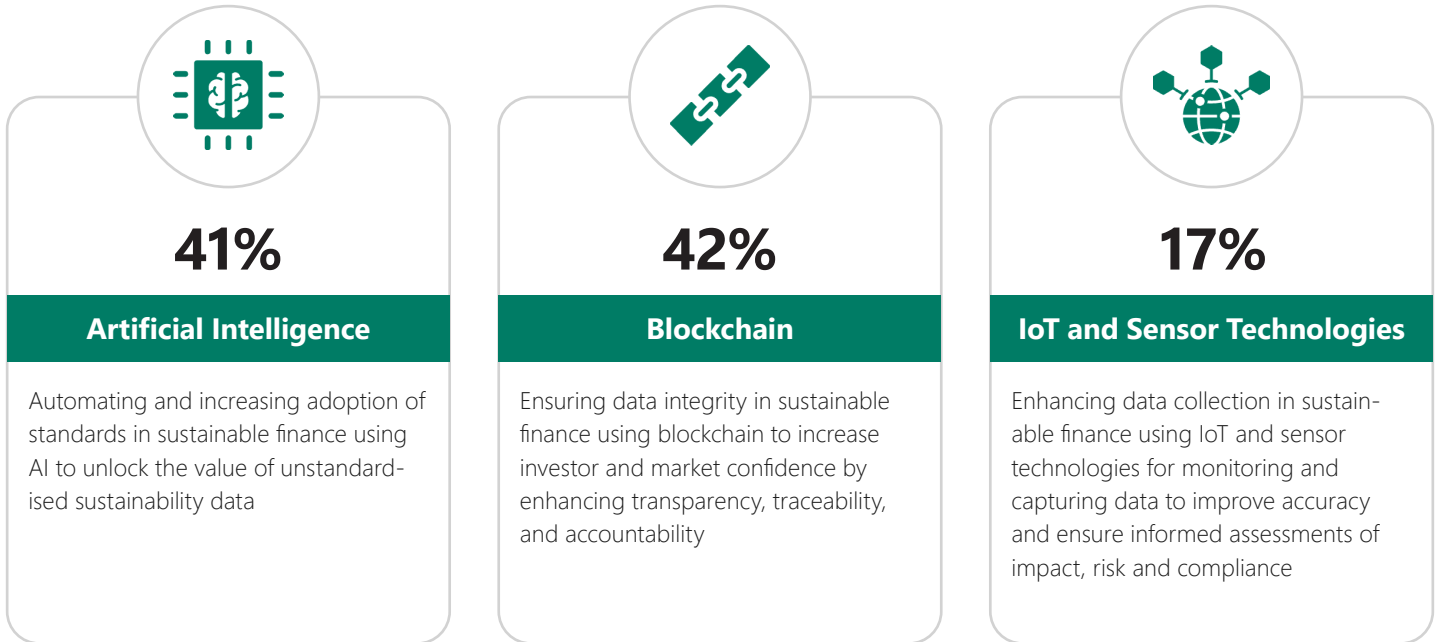 41%
Artificial Intelligence
Automating and increasing adoption of
standards in sustainable finance using
AI to unlock the value of unstandard-
ised sustainability data
42%
Blockchain
Ensuring data integrity in sustainable
finance using blockchain to increase
investor and market confidence by
enhancing transparency, traceability,
and accountability
17%
IoT and Sensor Technologies
Enhancing data collection in sustain-
able finance using IoT and sensor
technologies for monitoring and
capturing data to improve accuracy
and ensure informed assessments of
impact, risk and compliance